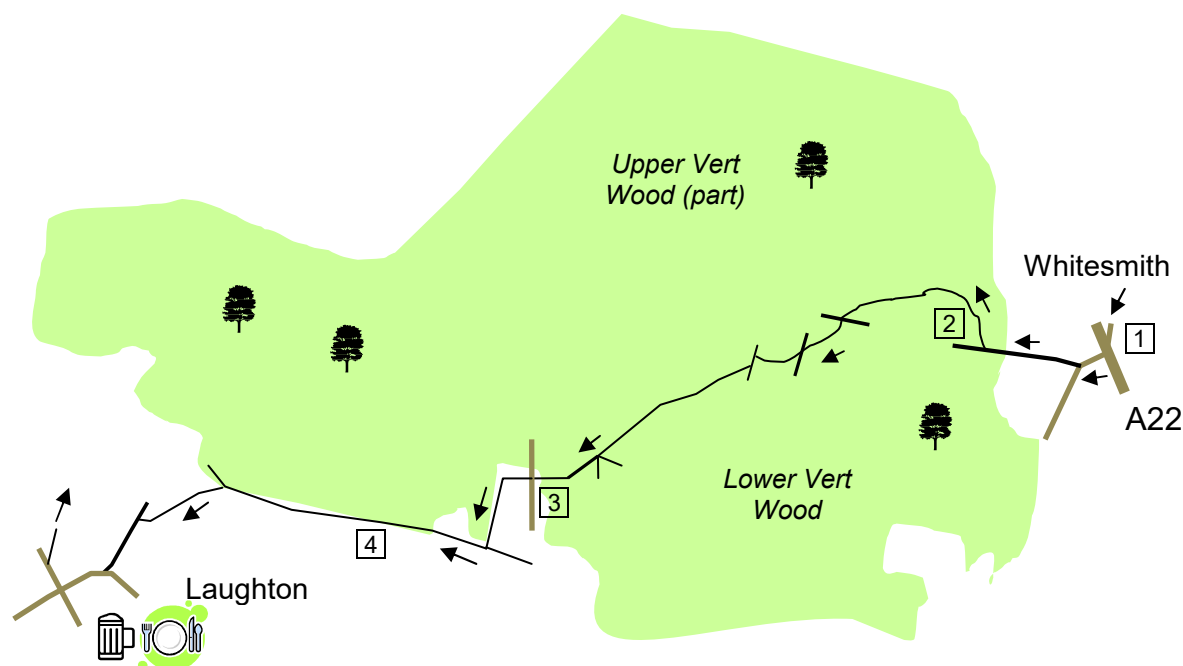 Upper Vert
Wood (part)
Whitesmith
1
2
A22
Lower Vert
Wood
3
4
Laughton